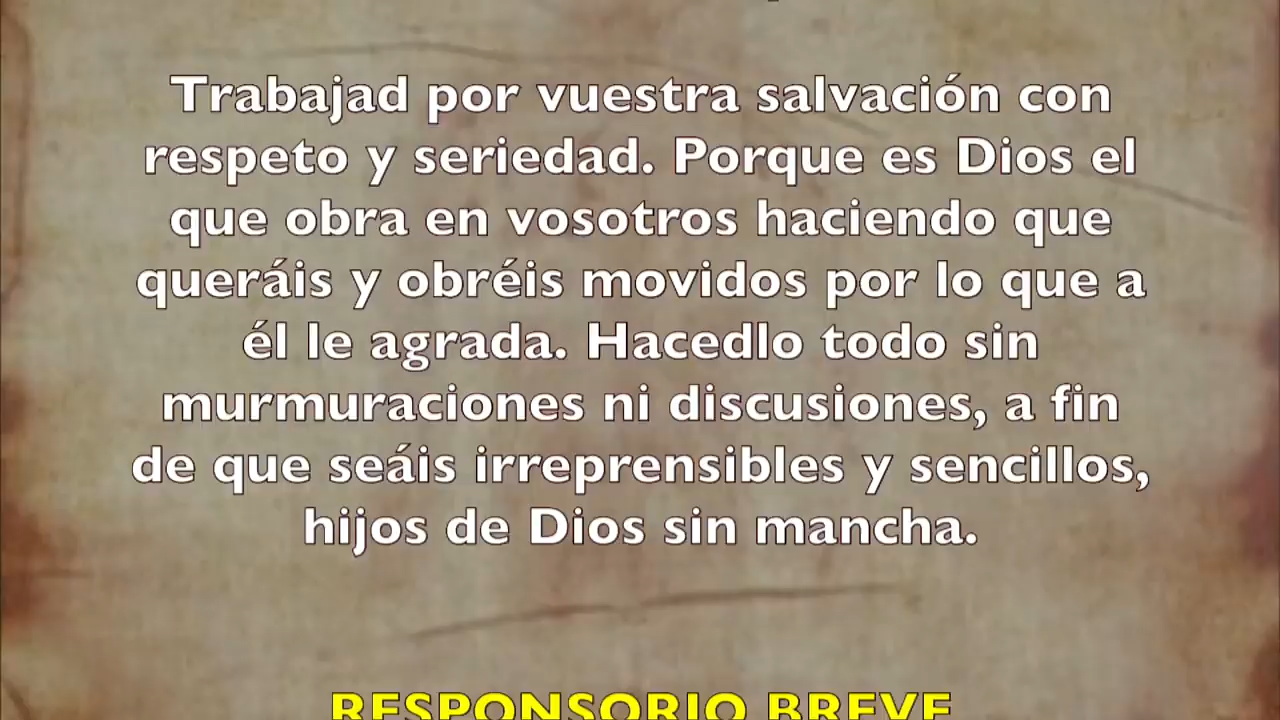 Trabajad por vuestra salvación con
respeto y seriedad. Porque es Dios el
que obra en vosotros haciendo que
queráis y obréis movidos por lo que a
él le agrada. Hacedlo todo sin
murmuraciones ni discusiones, a fin
de que seáis irreprensibles y sencillos,
hijos de Dios sin mancha.
RESPONSORIO BREVE